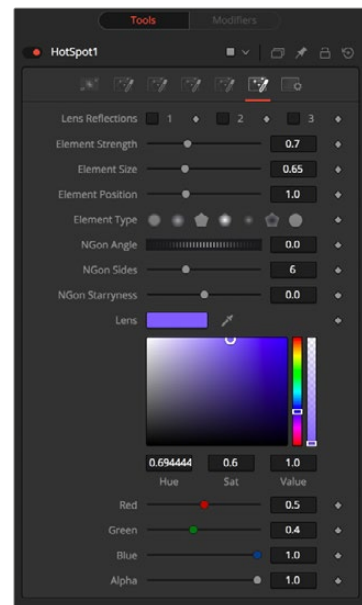 Tools Modifiers
HotSpot1
Lens Reflections 1 2 3
Element Strength 0.7
Element Size 0.65
Element Position 1.0
Element Type
NGon Angle 0.0
NGon Sides 6
NGon Starryness 0.0
Lens
0.694444 0.6 1.0
Hue Sat Value
Red 0.5
Green 0.4
Blue 1.0
Alpha 1.0